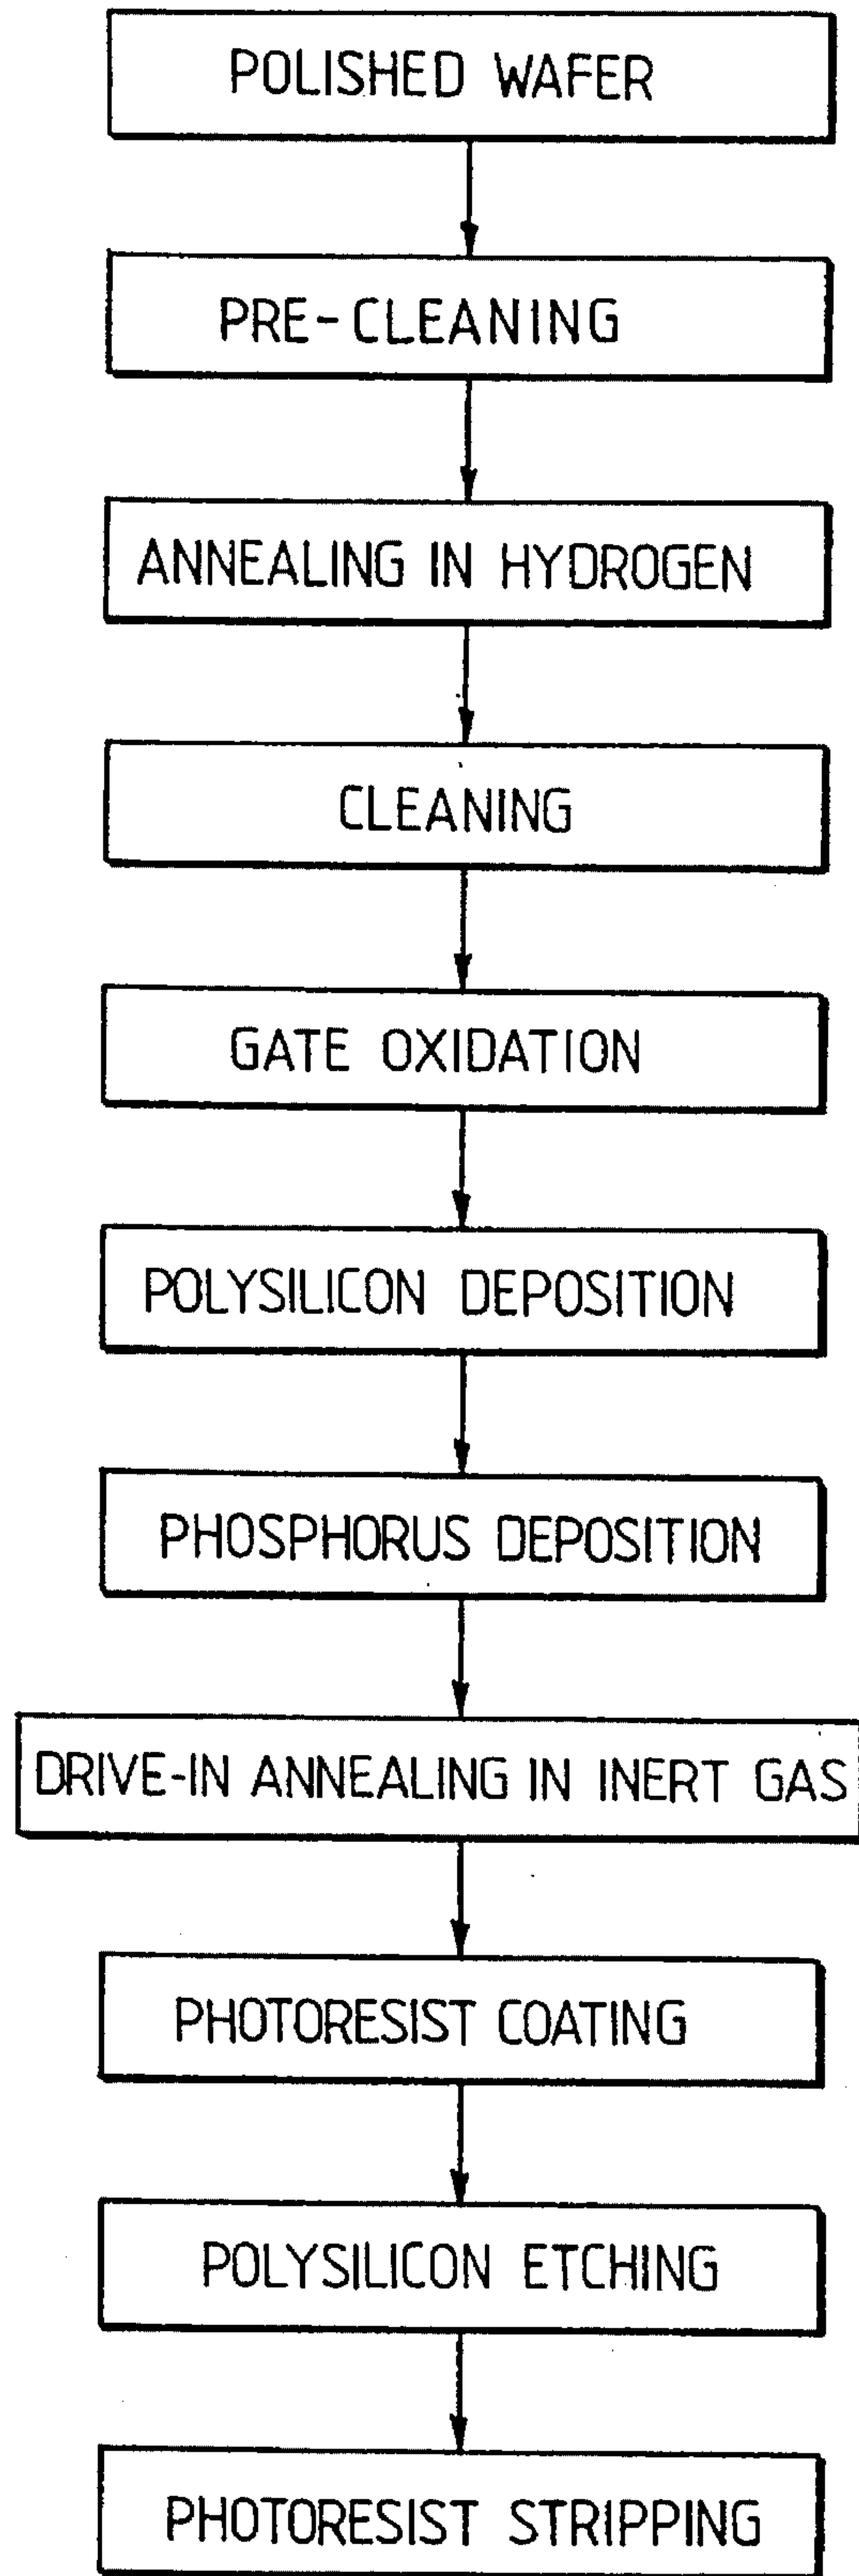 POLISHED WAFER
PRE-CLEANING
ANNEALING IN HYDROGEN
CLEANING
GATE OXIDATION
POLYSILICON DEPOSITION
PHOSPHORUS DEPOSITION
DRIVE-IN ANNEALING IN INERT GAS
PHOTORESIST COATING
POLYSILICON ETCHING
PHOTORESIST STRIPPING